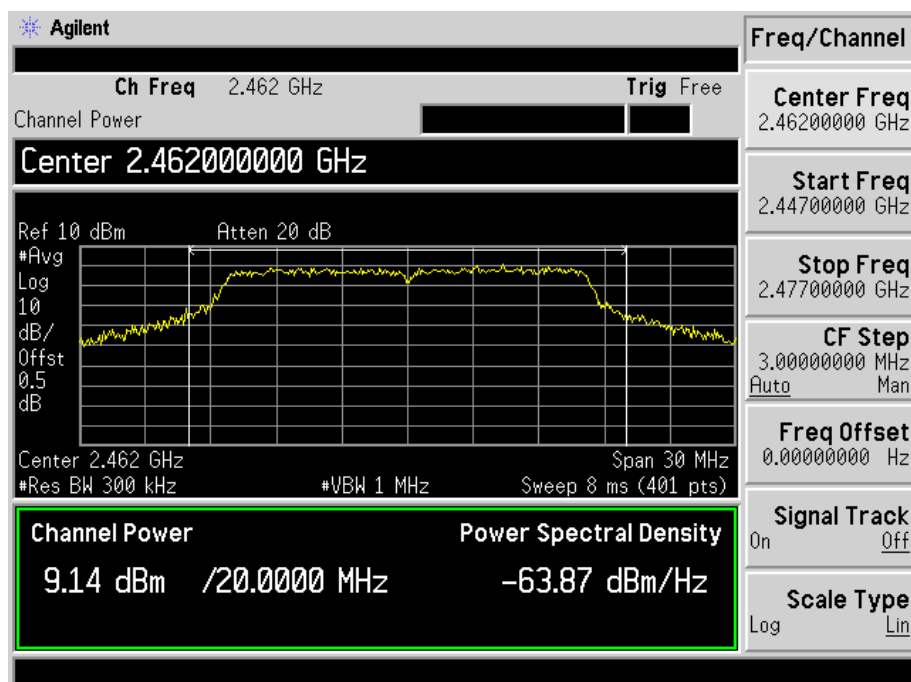 Agilent
Freq/Channel
Ch Freq 2.462 GHz Trig Free
Channel Power
Center 2.462000000 GHz
Ref 10 dBm Atten 20 dB
#Avg
Log
10
dB/
Offst
0.5
dB
Center 2.462 GHz Span 30 MHz
#Res BW 300 kHz #VBW 1 MHz Sweep 8 ms (401 pts)
Channel Power Power Spectral Density
9.14 dBm /20.0000 MHz -63.87 dBm/Hz
Center Freq
2.46200000 GHz
Start Freq
2.44700000 GHz
Stop Freq
2.47700000 GHz
CF Step
3.00000000 MHz
Auto Man
Freq Offset
0.00000000 Hz
Signal Track
On Off
Scale Type
Log Lin